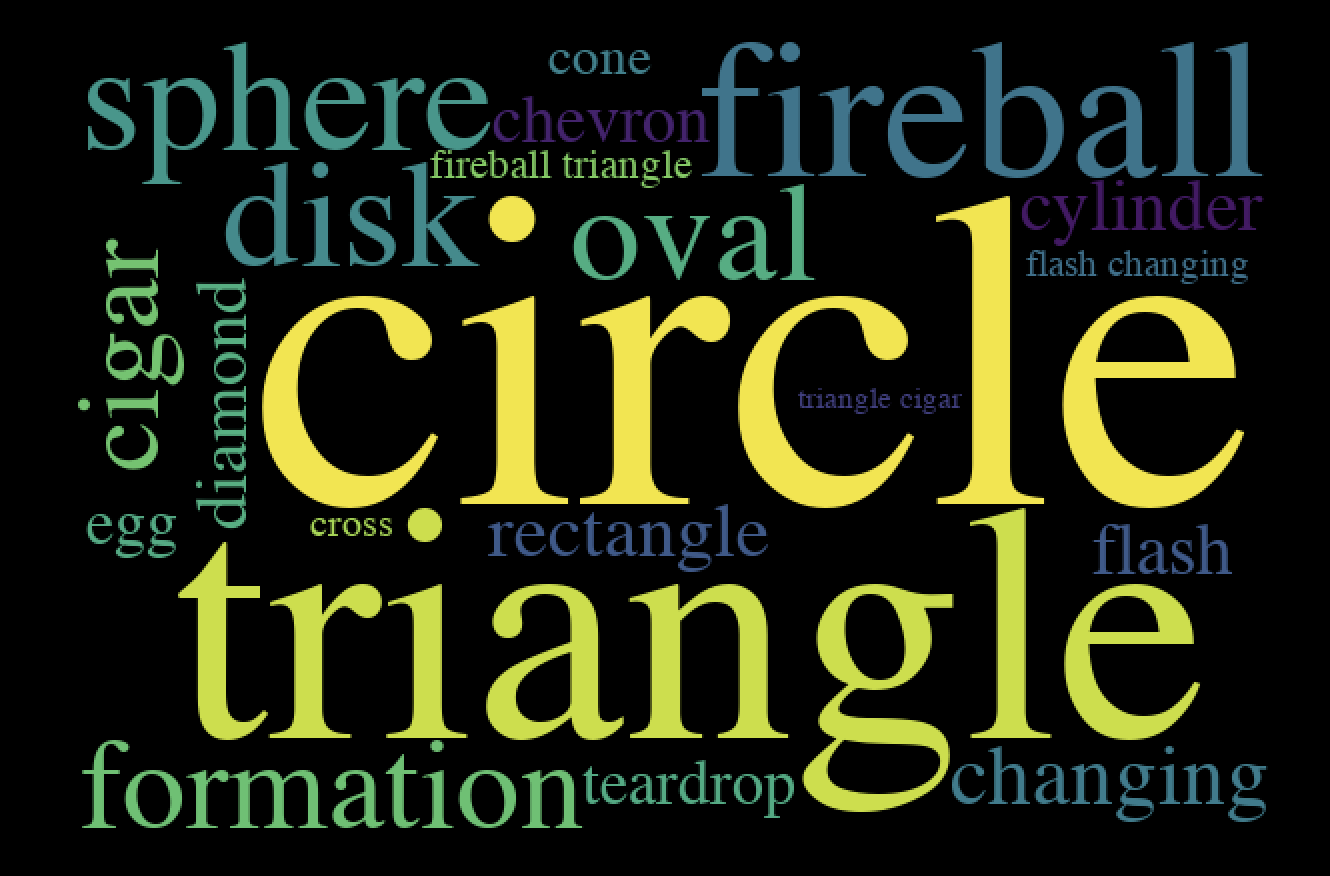 cone
sphere
fireball
chevron
fireball triangle
disk
oval
cylinder
flash changing
cigar
diamond
circle
triangle cigar
egg
cross
rectangle
flash
triangle
formation
teardrop
changing